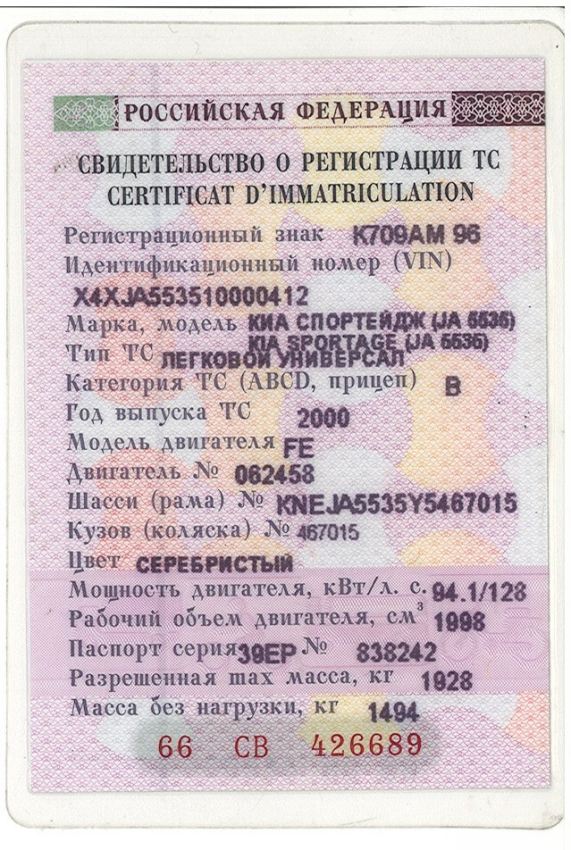 РОССИЙСКАЯ ФЕДЕРАЦИЯ
СВИДЕТЕЛЬСТВО О РЕГИСТРАЦИИ ТС
CERTIFICAT D'IMMATRICULATION
Регистрационный знак К709АМ 96
Идентификационный номер (VIN)
X4XJA553510000412
Марка, модель КИА СПОРТЕЙДЖ (JA 5535)
KIA SPORTAGE (JA 5535)
Тип ТС ЛЕГКОВОЙ УНИВЕРСАЛ
Категория ТС (ABCD, прицеп) B
Год выпуска ТС 2000
Модель двигателя FE
Двигатель № 062458
Шасси (рама) № KNEJA5535Y5467015
Кузов (коляска) № 467015
Цвет СЕРЕБРИСТЫЙ
Мощность двигателя, кВт/л. с. 94.1/128
Рабочий объем двигателя, см³ 1998
Паспорт серия 39ЕР № 838242
Разрешенная max масса, кг 1928
Масса без нагрузки, кг 1494
66 СВ 426689